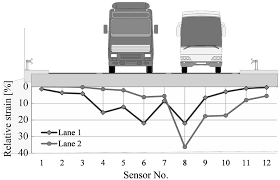 0
10
20
30
40
Relative strain [%]
Lane 1
Lane 2
1 2 3 4 5 6 7 8 9 10 11 12
Sensor No.